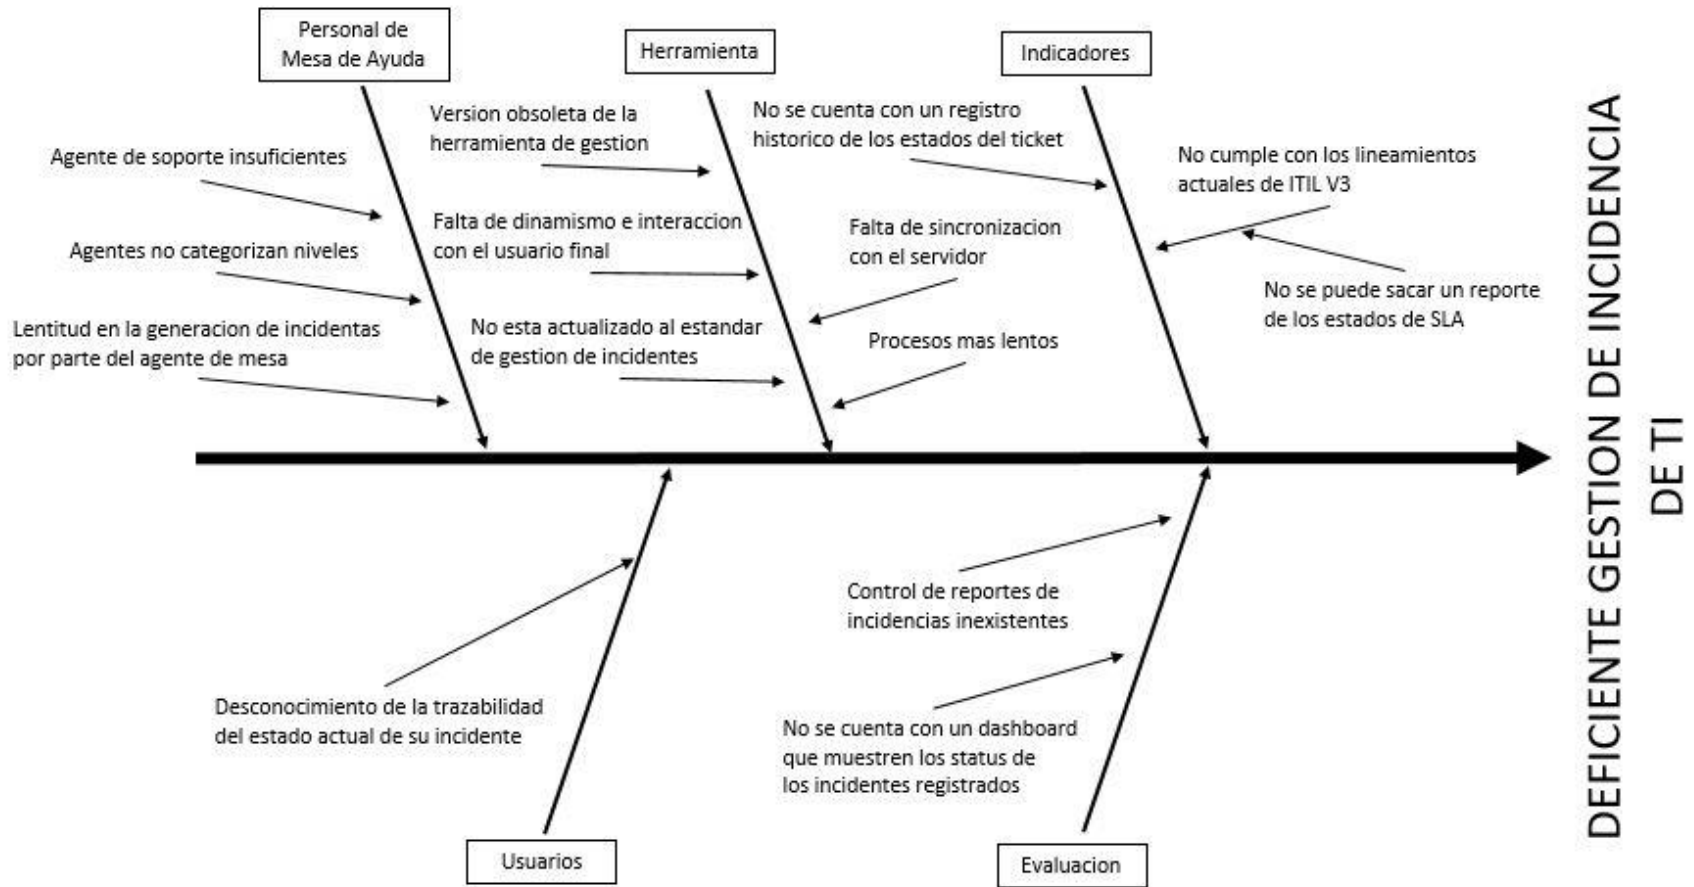 Personal de
Mesa de Ayuda
Herramienta
Indicadores
Agente de soporte insuficientes
Agentes no categorizan niveles
Lentitud en la generacion de incidentas
por parte del agente de mesa
Version obsoleta de la
herramienta de gestion
Falta de dinamismo e interaccion
con el usuario final
No esta actualizado al estandar
de gestion de incidentes
Falta de sincronizacion
con el servidor
Procesos mas lentos
No se cuenta con un registro
historico de los estados del ticket
No cumple con los lineamientos
actuales de ITIL V3
No se puede sacar un reporte
de los estados de SLA
DEFICIENTE GESTION DE INCIDENCIA
DE TI
Desconocimiento de la trazabilidad
del estado actual de su incidente
Control de reportes de
incidencias inexistentes
No se cuenta con un dashboard
que muestren los status de
los incidentes registrados
Usuarios
Evaluacion